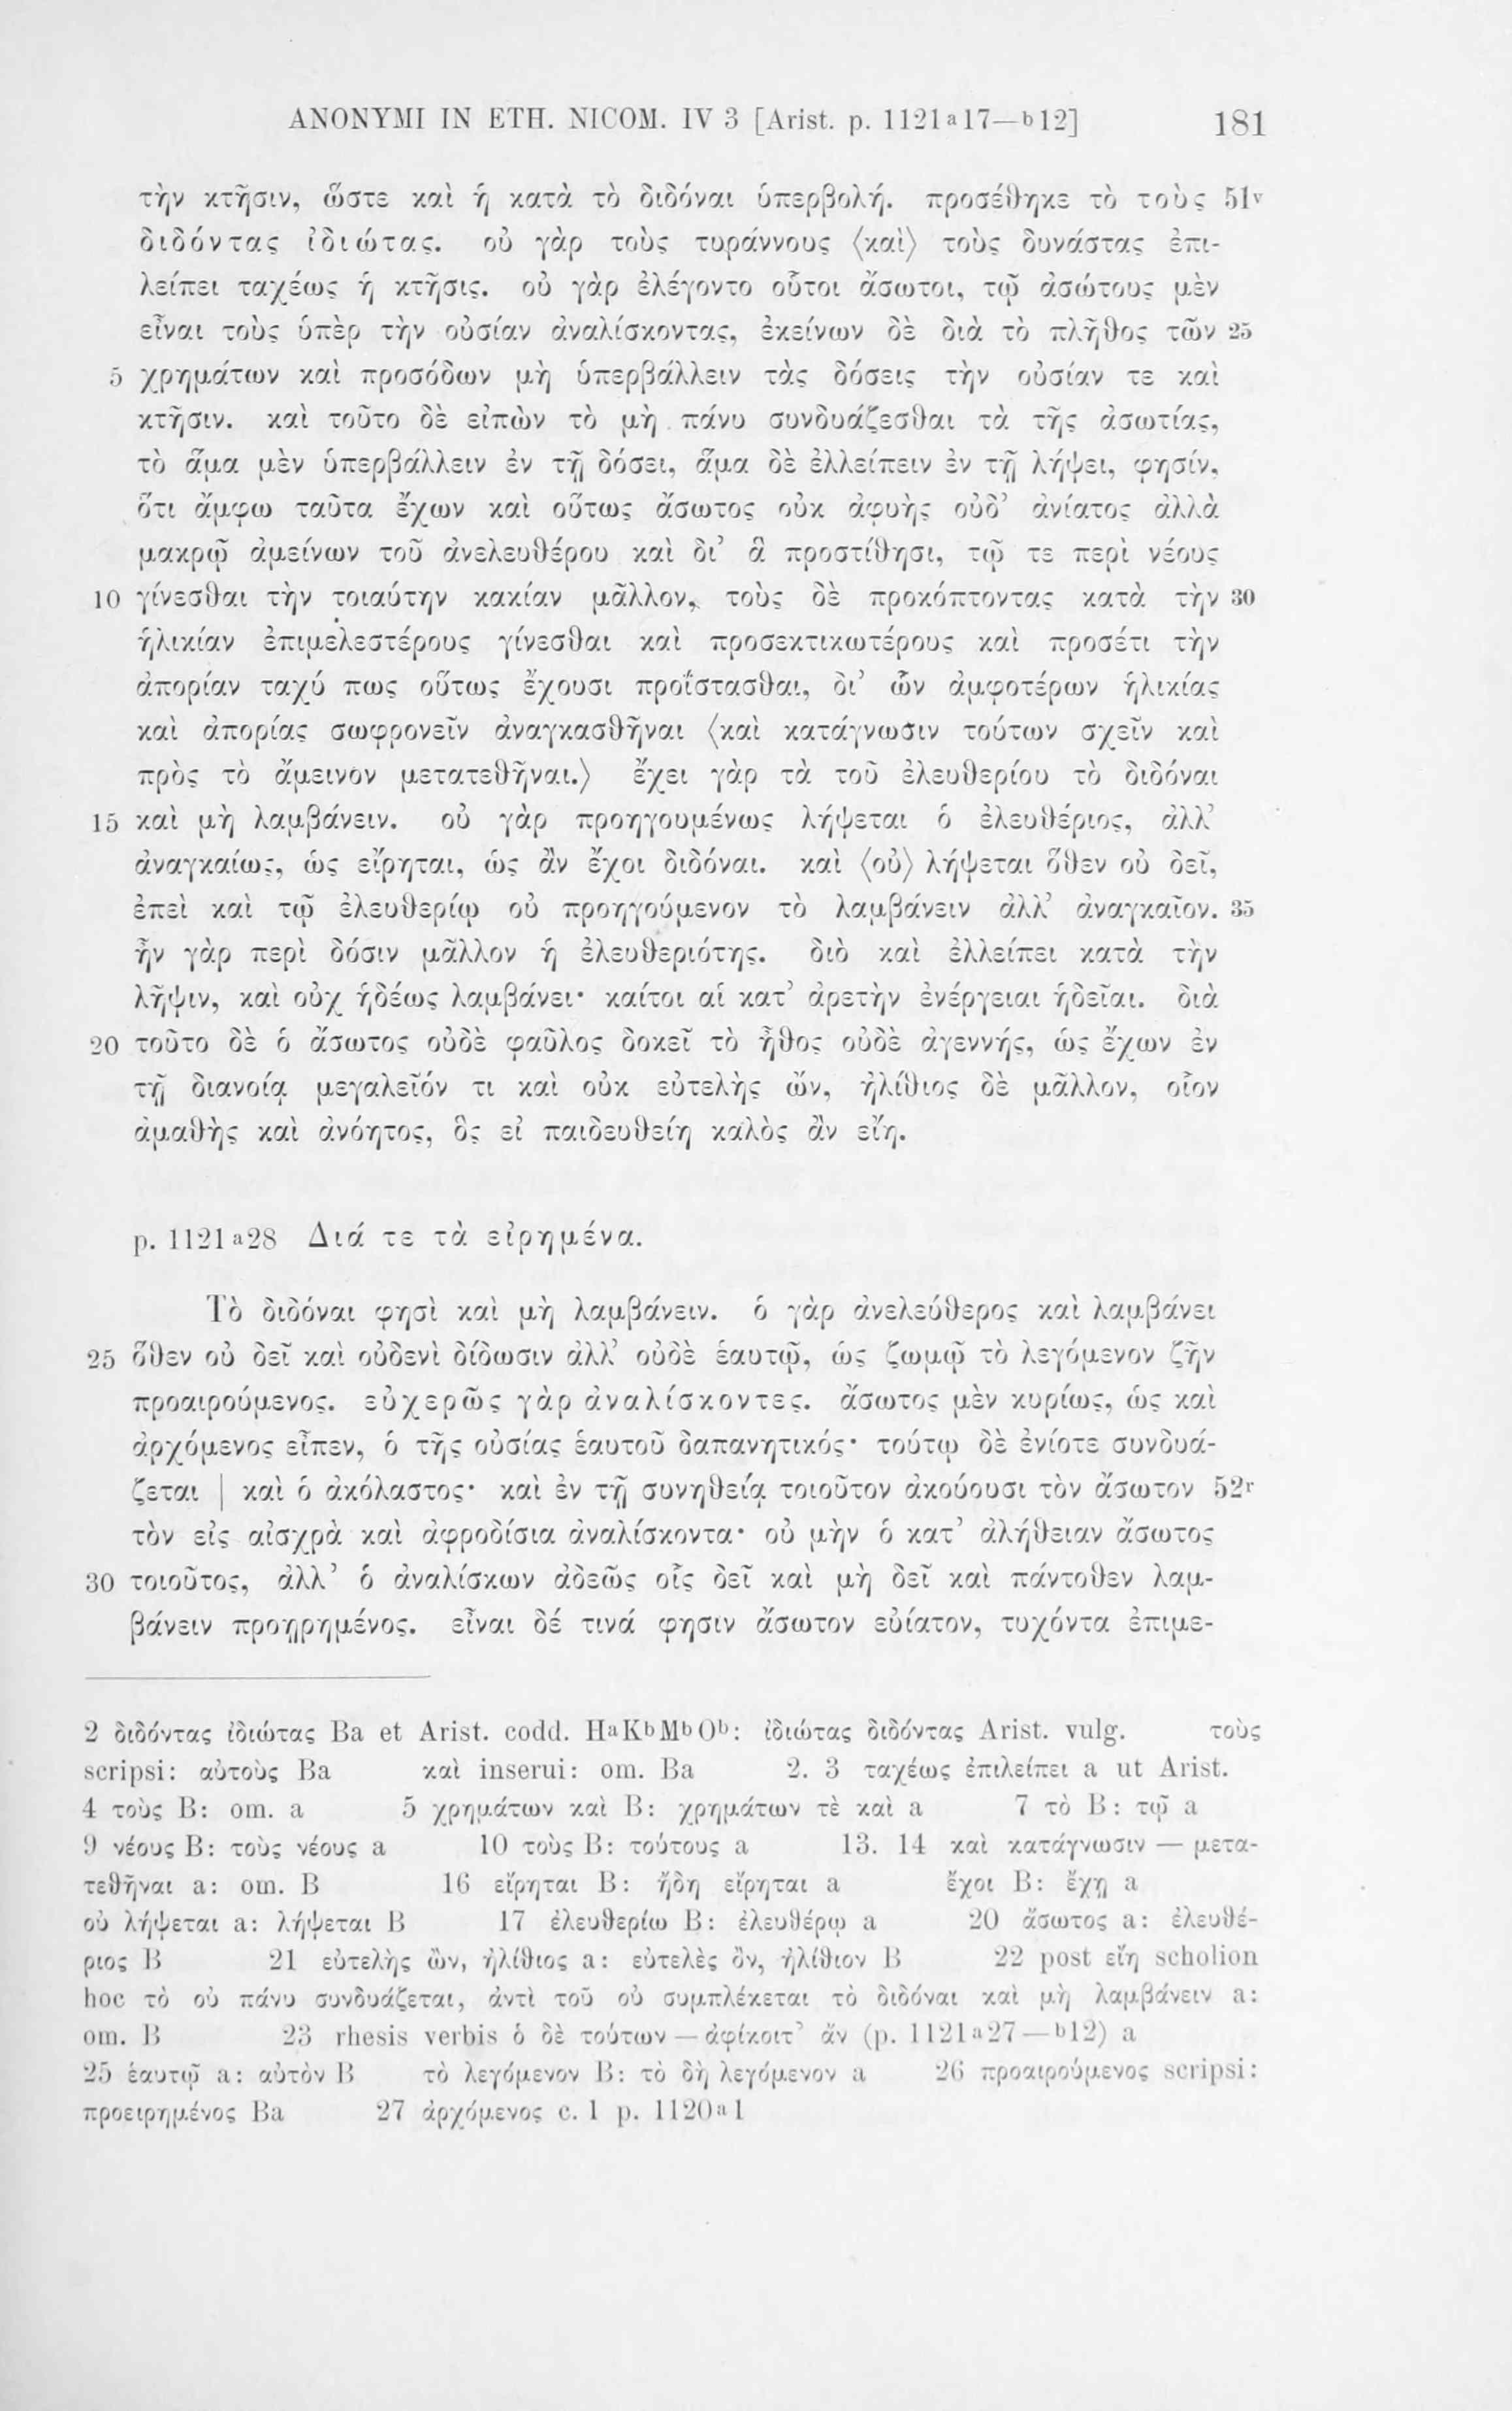 ANONYMI IN ETH. NICOM. IV 3 [Arist. p. 1121ᵃ17—ᵇ12] 181
τὴν κτῆσιν, ὥστε καὶ ἡ κατὰ τὸ διδόναι ὑπερβολή. προσέθηκε τὸ τοὺς 51ᵛ
διδόντας ἰδιώτας. οὐ γὰρ τοὺς τυράννους ⟨καὶ⟩ τοὺς δυνάστας ἐπι-
λείπει ταχέως ἡ κτῆσις. οὐ γὰρ ἐλέγοντο οὗτοι ἄσωτοι, τῷ ἀσώτους μὲν
εἶναι τοὺς ὑπὲρ τὴν οὐσίαν ἀναλίσκοντας, ἐκείνων δὲ διὰ τὸ πλῆθος τῶν 25
5 χρημάτων καὶ προσόδων μὴ ὑπερβάλλειν τὰς δόσεις τὴν οὐσίαν τε καὶ
κτῆσιν. καὶ τοῦτο δὲ εἰπὼν τὸ μὴ πάνυ συνδυάζεσθαι τὰ τῆς ἀσωτίας,
τὸ ἅμα μὲν ὑπερβάλλειν ἐν τῇ δόσει, ἅμα δὲ ἐλλείπειν ἐν τῇ λήψει, φησίν,
ὅτι ἄμφω ταῦτα ἔχων καὶ οὕτως ἄσωτος οὐκ ἀφυὴς οὐδ’ ἀνίατος ἀλλὰ
μακρῷ ἀμείνων τοῦ ἀνελευθέρου καὶ δι’ ἃ προστίθησι, τῷ τε περὶ νέους
10 γίνεσθαι τὴν τοιαύτην κακίαν μᾶλλον, τοὺς δὲ προκόπτοντας κατὰ τὴν 30
ἡλικίαν ἐπιμελεστέρους γίνεσθαι καὶ προσεκτικωτέρους καὶ προσέτι τὴν
ἀπορίαν ταχύ πως οὕτως ἔχουσι προΐστασθαι, δι’ ὧν ἀμφοτέρων ἡλικίας
καὶ ἀπορίας σωφρονεῖν ἀναγκασθῆναι ⟨καὶ κατάγνωσιν τούτων σχεῖν καὶ
πρὸς τὸ ἄμεινον μετατεθῆναι.⟩ ἔχει γὰρ τὰ τοῦ ἐλευθερίου τὸ διδόναι
15 καὶ μὴ λαμβάνειν. οὐ γὰρ προηγουμένως λήψεται ὁ ἐλευθέριος, ἀλλ’
ἀναγκαίως, ὡς εἴρηται, ὡς ἂν ἔχοι διδόναι. καὶ ⟨οὐ⟩ λήψεται ὅθεν οὐ δεῖ,
ἐπεὶ καὶ τῷ ἐλευθερίῳ οὐ προηγούμενον τὸ λαμβάνειν ἀλλ’ ἀναγκαῖον. 35
ἦν γὰρ περὶ δόσιν μᾶλλον ἡ ἐλευθεριότης. διὸ καὶ ἐλλείπει κατὰ τὴν
λῆψιν, καὶ οὐχ ἡδέως λαμβάνει· καίτοι αἱ κατ’ ἀρετὴν ἐνέργειαι ἡδεῖαι. διὰ
20 τοῦτο δὲ ὁ ἄσωτος οὐδὲ φαῦλος δοκεῖ τὸ ἦθος οὐδὲ ἀγεννής, ὡς ἔχων ἐν
τῇ διανοίᾳ μεγαλεῖόν τι καὶ οὐκ εὐτελὴς ὤν, ἠλίθιος δὲ μᾶλλον, οἷον
ἀμαθὴς καὶ ἀνόητος, ὃς εἰ παιδευθείη καλὸς ἂν εἴη.
p. 1121ᵃ28 Διά τε τὰ εἰρημένα.
Τὸ διδόναι φησὶ καὶ μὴ λαμβάνειν. ὁ γὰρ ἀνελεύθερος καὶ λαμβάνει
25 ὅθεν οὐ δεῖ καὶ οὐδενὶ δίδωσιν ἀλλ’ οὐδὲ ἑαυτῷ, ὡς ζωμῷ τὸ λεγόμενον ζῆν
προαιρούμενος. εὐχερῶς γὰρ ἀναλίσκοντες. ἄσωτος μὲν κυρίως, ὡς καὶ
ἀρχόμενος εἶπεν, ὁ τῆς οὐσίας ἑαυτοῦ δαπανητικός· τούτῳ δὲ ἐνίοτε συνδυά-
ζεται | καὶ ὁ ἀκόλαστος· καὶ ἐν τῇ συνηθείᾳ τοιοῦτον ἀκούουσι τὸν ἄσωτον 52ʳ
τὸν εἰς αἰσχρὰ καὶ ἀφροδίσια ἀναλίσκοντα· οὐ μὴν ὁ κατ’ ἀλήθειαν ἄσωτος
30 τοιοῦτος, ἀλλ’ ὁ ἀναλίσκων ἀδεῶς οἷς δεῖ καὶ μὴ δεῖ καὶ πάντοθεν λαμ-
βάνειν προῃρημένος. εἶναι δέ τινά φησιν ἄσωτον εὐίατον, τυχόντα ἐπιμε-
2 διδόντας ἰδιώτας Ba et Arist. codd. HᵃKᵇMᵇOᵇ: ἰδιώτας διδόντας Arist. vulg. τοὺς
scripsi: αὐτοὺς Ba καὶ inserui: om. Ba 2. 3 ταχέως ἐπιλείπει a ut Arist.
4 τοὺς B: om. a 5 χρημάτων καὶ B: χρημάτων τὲ καὶ a 7 τὸ B: τῷ a
9 νέους B: τοὺς νέους a 10 τοὺς B: τούτους a 13. 14 καὶ κατάγνωσιν — μετα-
τεθῆναι a: om. B 16 εἴρηται B: ἤδη εἴρηται a ἔχοι B: ἔχῃ a
οὐ λήψεται a: λήψεται B 17 ἐλευθερίω B: ἐλευθέρῳ a 20 ἄσωτος a: ἐλευθέ-
ριος B 21 εὐτελὴς ὢν, ἠλίθιος a: εὐτελὲς ὂν, ἠλίθιον B 22 post εἴη scholion
hoc τὸ οὐ πάνυ συνδυάζεται, ἀντὶ τοῦ οὐ συμπλέκεται τὸ διδόναι καὶ μὴ λαμβάνειν a:
om. B 23 rhesis verbis ὁ δὲ τούτων — ἀφίκοιτ’ ἄν (p. 1121ᵃ27—ᵇ12) a
25 ἑαυτῷ a: αὐτὸν B τὸ λεγόμενον B: τὸ δὴ λεγόμενον a 26 προαιρούμενος scripsi:
προειρημένος Ba 27 ἀρχόμενος c. 1 p. 1120ᵃ1